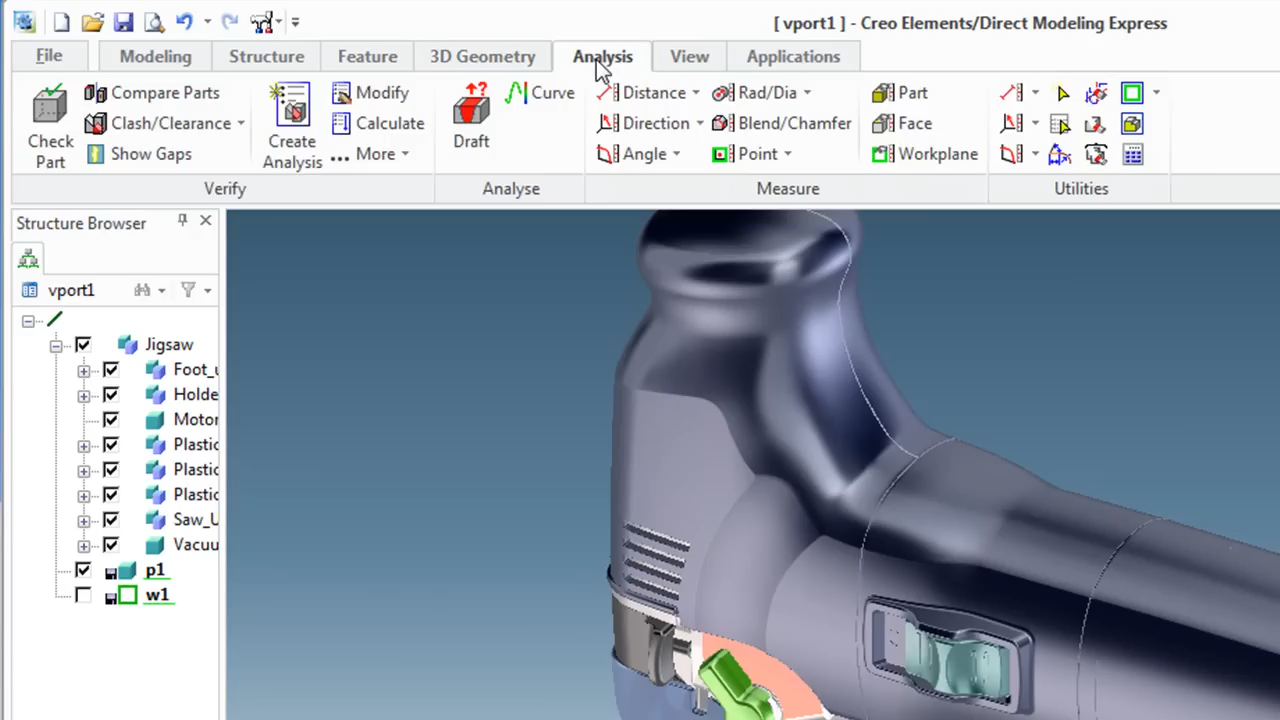 [ vport1 ] - Creo Elements/Direct Modeling Express
File Modeling Structure Feature 3D Geometry Analysis View Applications
Compare Parts Modify Curve Distance Rad/Dia Part
Clash/Clearance Calculate Direction Blend/Chamfer Face
Show Gaps More Angle Point Workplane
Check Part
Create Analysis
Draft
Verify Analyse Measure Utilities
Structure Browser
vport1
Jigsaw
Foot_u
Holde
Motor
Plastic
Plastic
Plastic
Saw_U
Vacuu
p1
w1